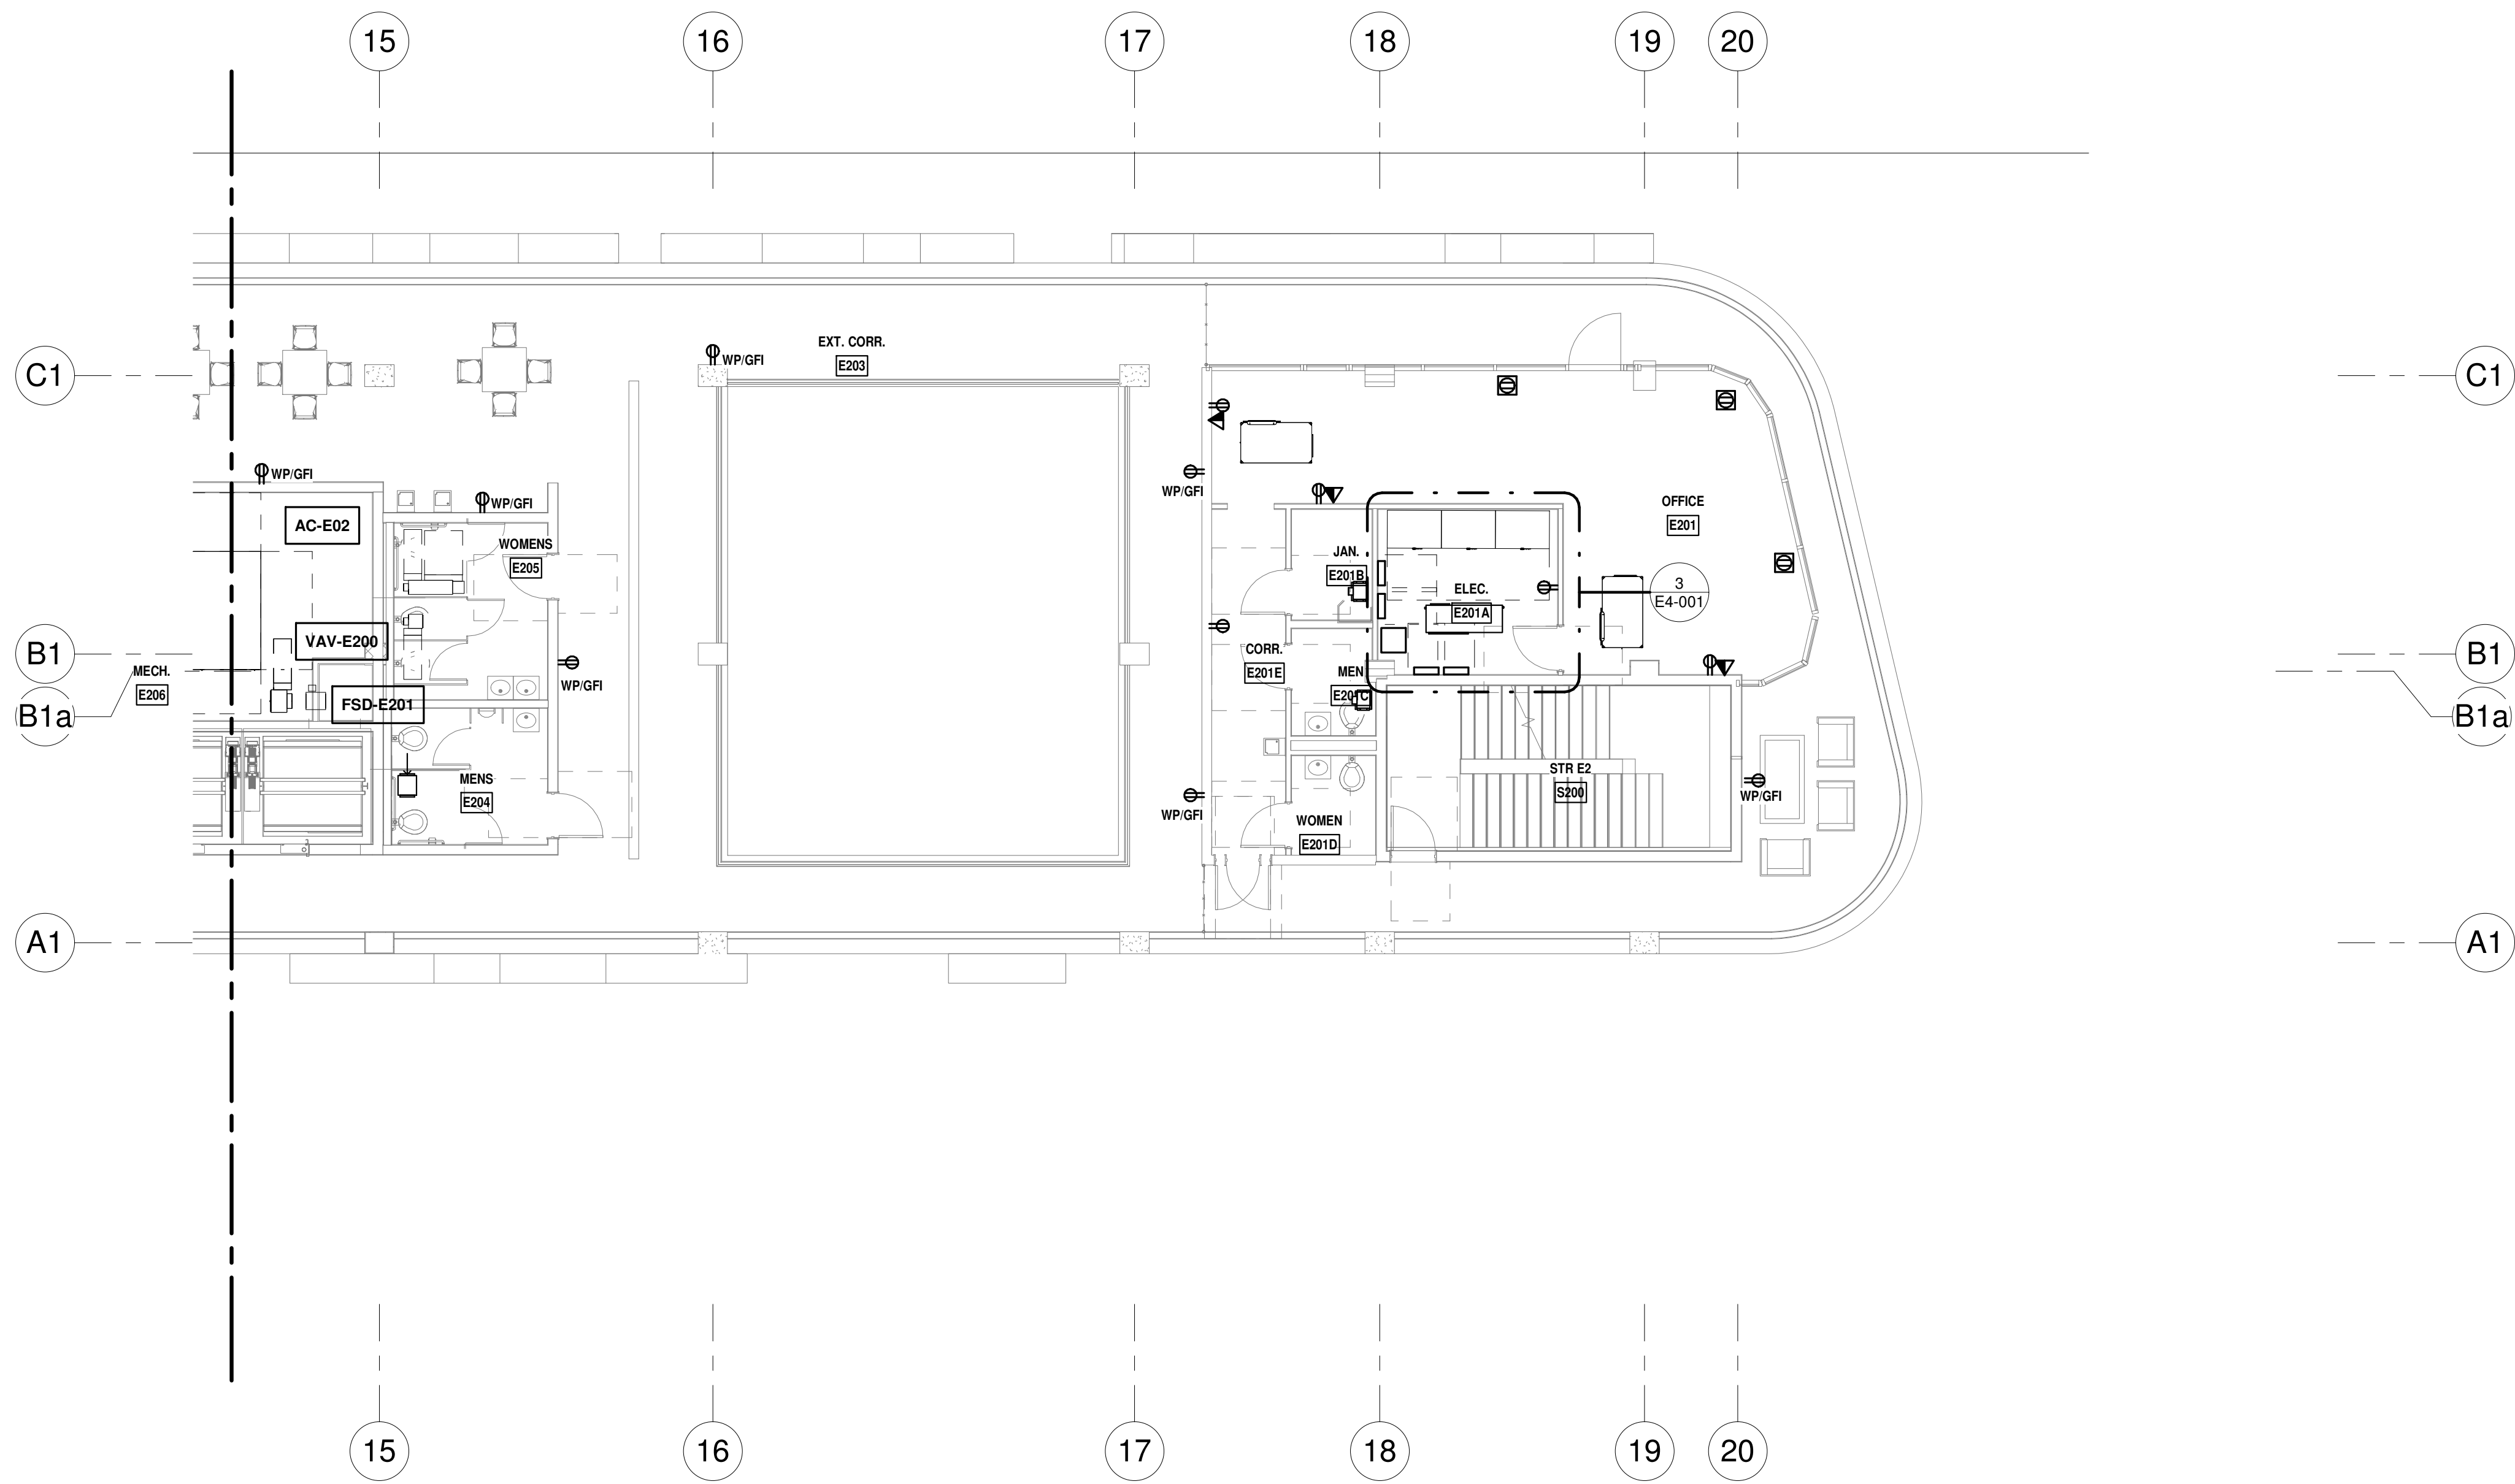 15
16
17
18
19
20
EXT. CORR.
E203
WP/GFI
C1
C1
WP/GFI
WP/GFI
WP/GFI
AC-E02
WOMENS
E205
OFFICE
E201
JAN.
E201B
ELEC.
E201A
3
E4-001
VAV-E200
B1
B1
MECH.
E206
CORR.
E201E
MEN
E201C
WP/GFI
FSD-E201
B1a
B1a
MENS
E204
STR E2
S200
WP/GFI
WP/GFI
WOMEN
E201D
A1
A1
15
16
17
18
19
20